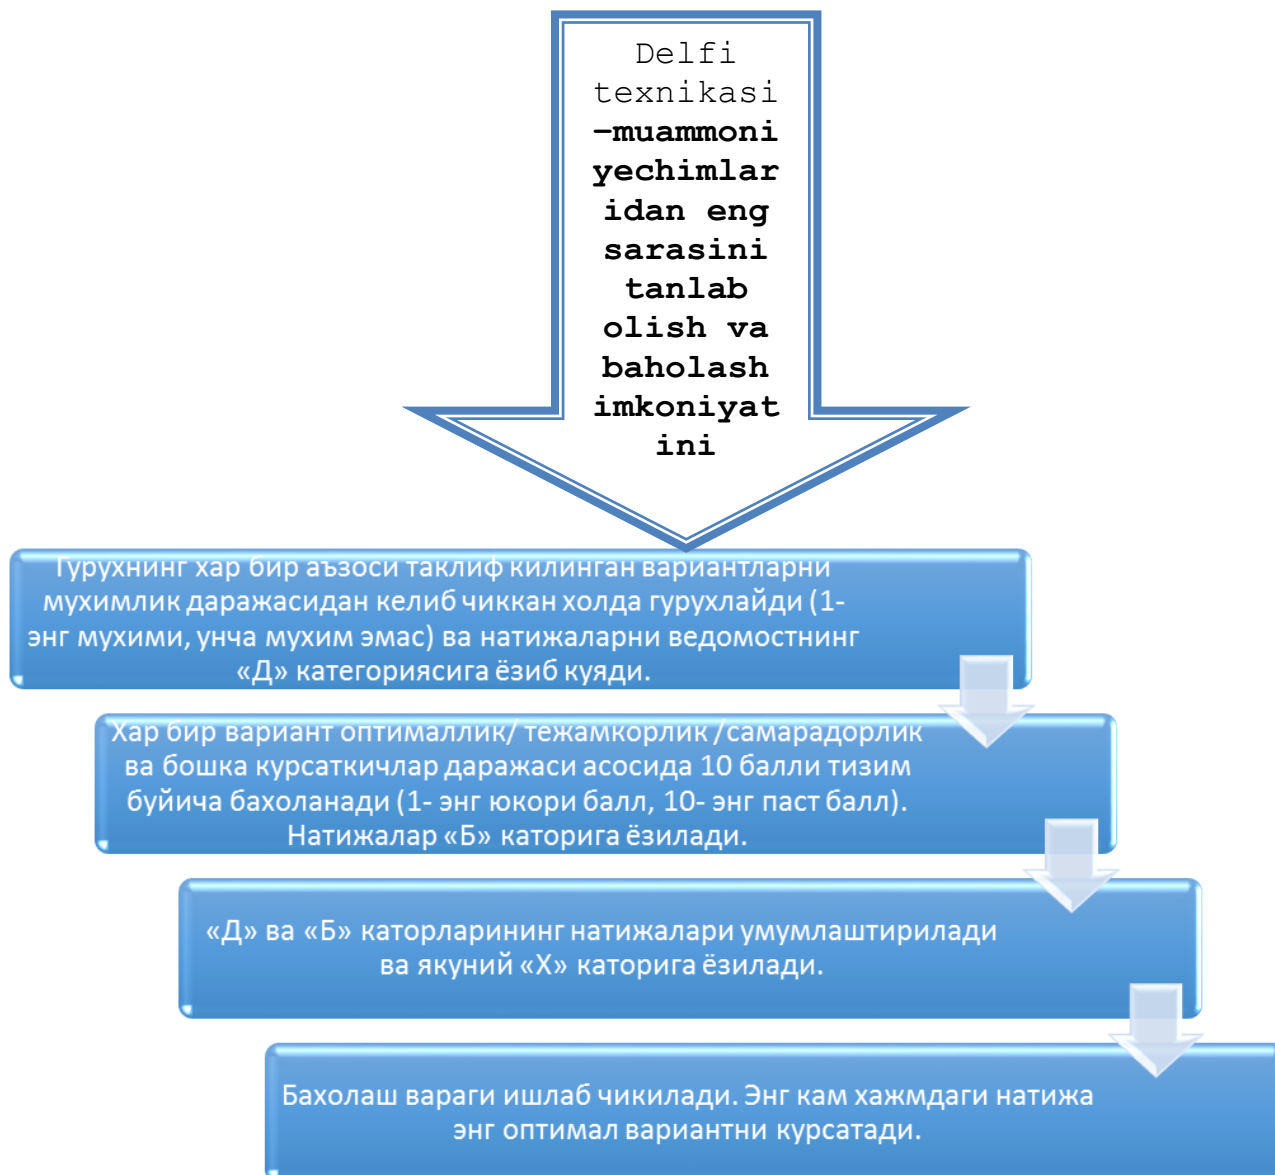 Delfi
texnikasi
–muammoni
yechimlar
idan eng
sarasini
tanlab
olish va
baholash
imkoniyat
ini
Гурухнинг хар бир аъзоси таклиф килинган вариантларни
мухимлик даражасидан келиб чиккан холда гурухлайди (1-
энг мухими, унча мухим эмас) ва натижаларни ведомостнинг
«Д» категориясига ёзиб куяди.
Хар бир вариант оптималлик/ тежамкорлик /самарадорлик
ва бошка курсаткичлар даражаси асосида 10 балли тизим
буйича бахоланади (1- энг юкори балл, 10- энг паст балл).
Натижалар «Б» каторига ёзилади.
«Д» ва «Б» каторларининг натижалари умумлаштирилади
ва якуний «Х» каторига ёзилади.
Бахолаш вараги ишлаб чикилади. Энг кам хажмдаги натижа
энг оптимал вариантни курсатади.